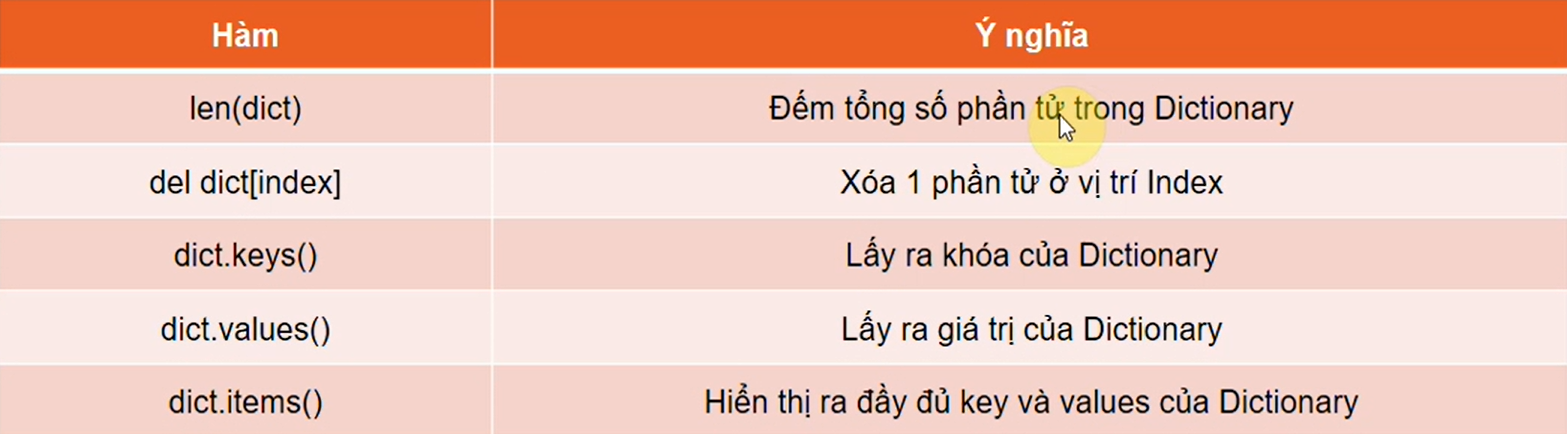 Hàm Ý nghĩa
len(dict) Đếm tổng số phần tử trong Dictionary
del dict[index] Xóa 1 phần tử ở vị trí Index
dict.keys() Lấy ra khóa của Dictionary
dict.values() Lấy ra giá trị của Dictionary
dict.items() Hiển thị ra đầy đủ key và values của Dictionary